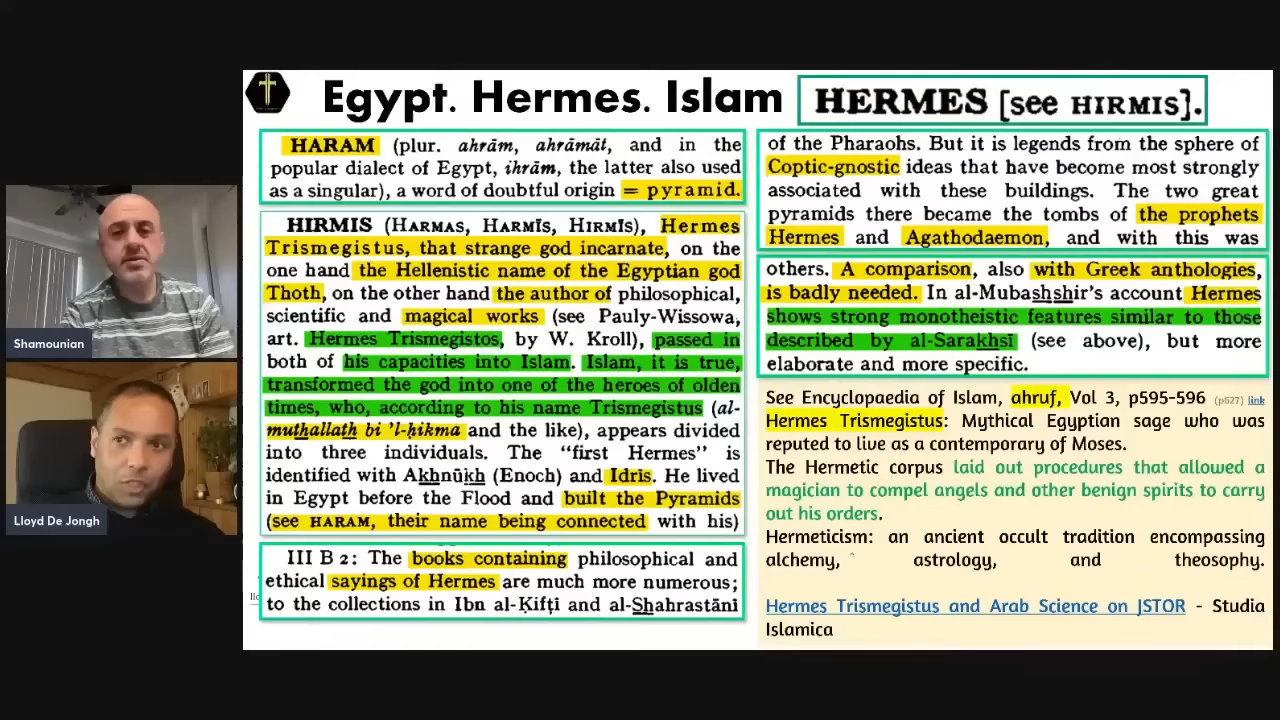 Egypt. Hermes. Islam
HERMES [see HIRMIS].
HARAM (plur. ahrām, ahrāmāt, and in the
popular dialect of Egypt, ihrām, the latter also used
as a singular), a word of doubtful origin = pyramid.
HIRMIS (HARMAS, HARMĪS, HIRMĪS), Hermes
Trismegistus, that strange god incarnate, on the
one hand the Hellenistic name of the Egyptian god
Thoth, on the other hand the author of philosophical,
scientific and magical works (see Pauly-Wissowa,
art. Hermes Trismegistos, by W. Kroll), passed in
both of his capacities into Islam. Islam, it is true,
transformed the god into one of the heroes of olden
times, who, according to his name Trismegistus (al-
muthallath bi 'l-ḥikma and the like), appears divided
into three individuals. The "first Hermes" is
identified with Akhnūkh (Enoch) and Idrīs. He lived
in Egypt before the Flood and built the Pyramids
(see HARAM, their name being connected with his)
III B 2: The books containing philosophical and
ethical sayings of Hermes are much more numerous;
to the collections in Ibn al-Ḳifṭi and al-Shahrastāni
of the Pharaohs. But it is legends from the sphere of
Coptic-gnostic ideas that have become most strongly
associated with these buildings. The two great
pyramids there became the tombs of the prophets
Hermes and Agathodaemon, and with this was
others. A comparison, also with Greek anthologies,
is badly needed. In al-Mubashshir's account Hermes
shows strong monotheistic features similar to those
described by al-Sarakhsī (see above), but more
elaborate and more specific.
See Encyclopaedia of Islam, ahruf, Vol 3, p595-596 (p627) link
Hermes Trismegistus: Mythical Egyptian sage who was
reputed to live as a contemporary of Moses.
The Hermetic corpus laid out procedures that allowed a
magician to compel angels and other benign spirits to carry
out his orders.
Hermeticism: an ancient occult tradition encompassing
alchemy, astrology, and theosophy.
Hermes Trismegistus and Arab Science on JSTOR - Studia
Islamica
Shamounian
Lloyd De Jongh